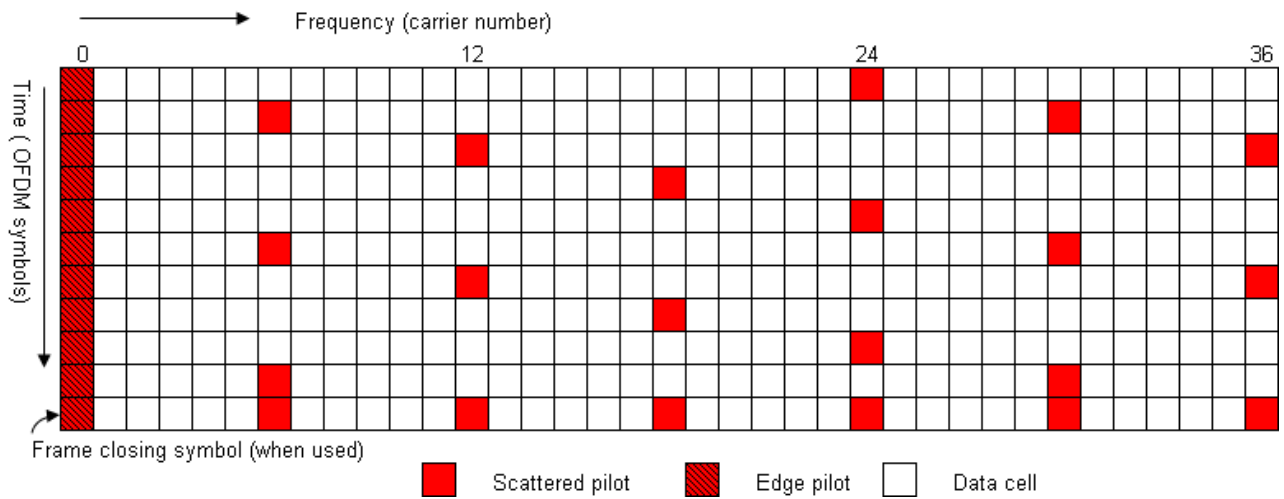 Frequency (carrier number)
0 12 24 36
Time ( OFDM symbols)
Frame closing symbol (when used)
Scattered pilot Edge pilot Data cell